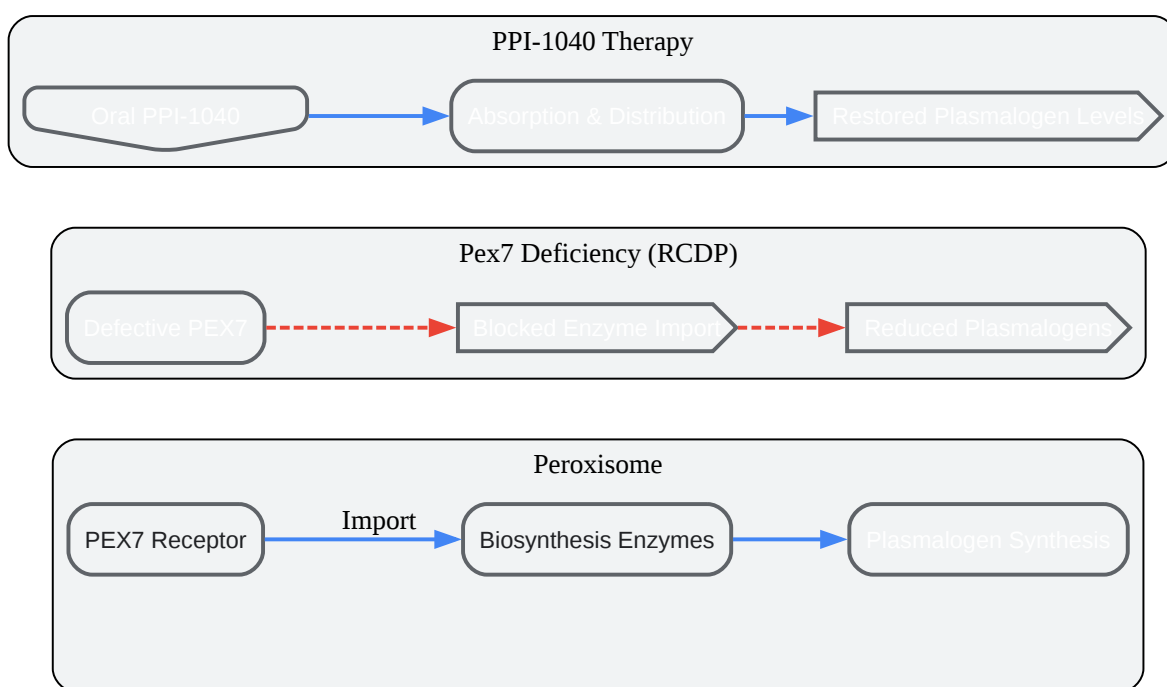 PPI-1040 Therapy
Oral PPI-1040
Absorption & Distribution
Restored Plasmalogen Levels
Pex7 Deficiency (RCDP)
Defective PEX7
Blocked Enzyme Import
Reduced Plasmalogens
Peroxisome
PEX7 Receptor
Import
Biosynthesis Enzymes
Plasmalogen Synthesis